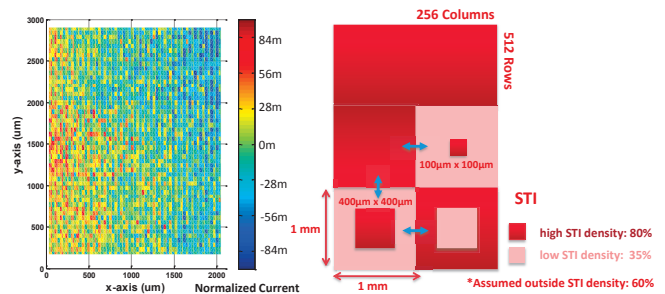 3000
2500
2000
1500
1000
500
0
0 500 1000 1500 2000
y-axis (um)
x-axis (um)
84m
56m
28m
0m
-28m
-56m
-84m
Normalized Current
256 Columns
512 Rows
100μm x 100μm
400μm x 400μm
1 mm
1 mm
STI
high STI density: 80%
low STI density: 35%
*Assumed outside STI density: 60%